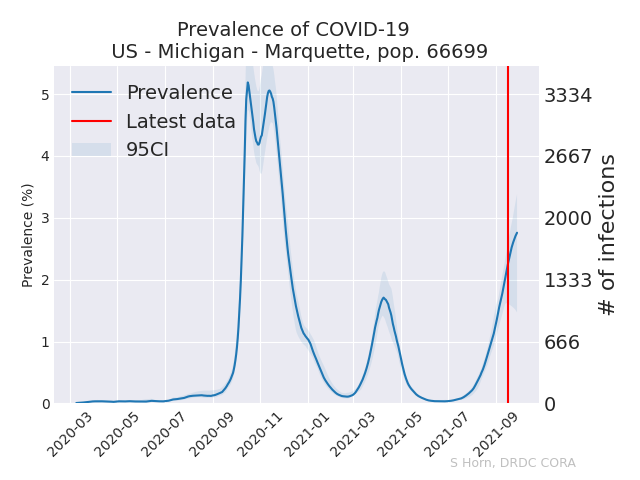 Prevalence of COVID-19
US - Michigan - Marquette, pop. 66699
Prevalence
Latest data
95CI
Prevalence (%)
5
4
3
2
1
0
3334
2667
2000
1333
666
0
# of infections
2020-03
2020-05
2020-07
2020-09
2020-11
2021-01
2021-03
2021-05
2021-07
2021-09
S Horn, DRDC CORA